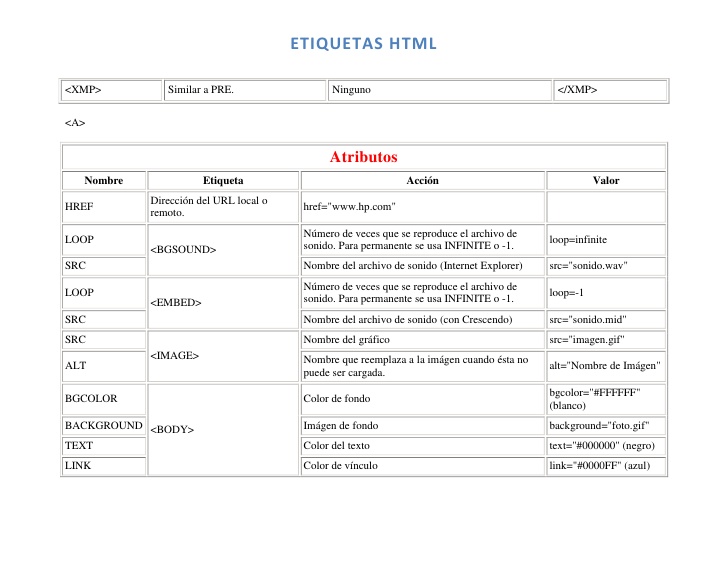 ETIQUETAS HTML
<XMP> Similar a PRE. Ninguno </XMP>
<A>
Atributos
Nombre Etiqueta Acción Valor
HREF Dirección del URL local o remoto. href="www.hp.com"
LOOP <BGSOUND> Número de veces que se reproduce el archivo de sonido. Para permanente se usa INFINITE o -1. loop=infinite
SRC Nombre del archivo de sonido (Internet Explorer) src="sonido.wav"
LOOP <EMBED> Número de veces que se reproduce el archivo de sonido. Para permanente se usa INFINITE o -1. loop=-1
SRC Nombre del archivo de sonido (con Crescendo) src="sonido.mid"
SRC <IMAGE> Nombre del gráfico src="imagen.gif"
ALT Nombre que reemplaza a la imágen cuando ésta no puede ser cargada. alt="Nombre de Imágen"
BGCOLOR <BODY> Color de fondo bgcolor="#FFFFFF" (blanco)
BACKGROUND Imágen de fondo background="foto.gif"
TEXT Color del texto text="#000000" (negro)
LINK Color de vínculo link="#0000FF" (azul)